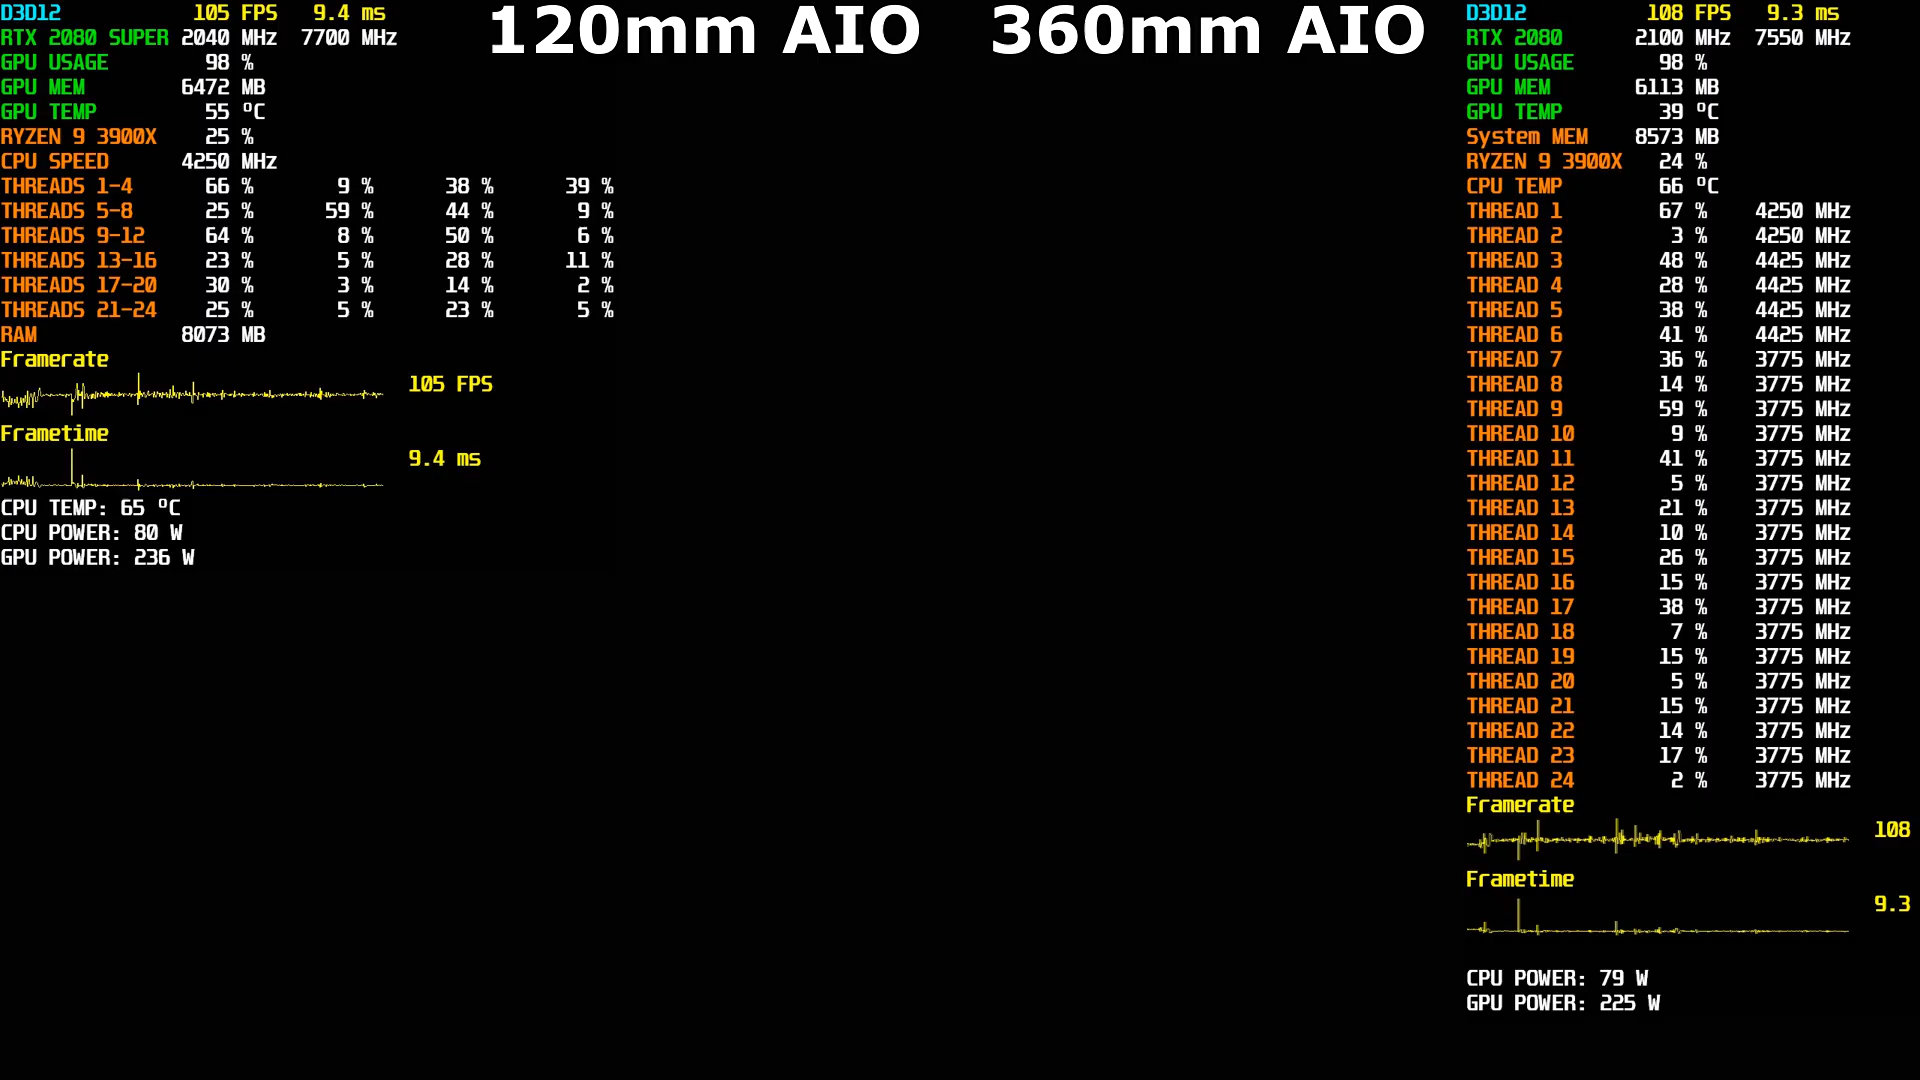 D3D12 105 FPS 9.4 ms
RTX 2080 SUPER 2040 MHz 7700 MHz
GPU USAGE 98 %
GPU MEM 6472 MB
GPU TEMP 55 ºC
RYZEN 9 3900X 25 %
CPU SPEED 4250 MHz
THREADS 1-4 66 % 9 % 38 % 39 %
THREADS 5-8 25 % 59 % 44 % 9 %
THREADS 9-12 64 % 8 % 50 % 6 %
THREADS 13-16 23 % 5 % 28 % 11 %
THREADS 17-20 30 % 3 % 14 % 2 %
THREADS 21-24 25 % 5 % 23 % 5 %
RAM 8073 MB
Framerate
105 FPS
Frametime
9.4 ms
CPU TEMP: 65 ºC
CPU POWER: 80 W
GPU POWER: 236 W
120mm AIO
360mm AIO
D3D12 108 FPS 9.3 ms
RTX 2080 2100 MHz 7550 MHz
GPU USAGE 98 %
GPU MEM 6113 MB
GPU TEMP 39 ºC
System MEM 8573 MB
RYZEN 9 3900X 24 %
CPU TEMP 66 ºC
THREAD 1 67 % 4250 MHz
THREAD 2 3 % 4250 MHz
THREAD 3 48 % 4425 MHz
THREAD 4 28 % 4425 MHz
THREAD 5 38 % 4425 MHz
THREAD 6 41 % 4425 MHz
THREAD 7 36 % 3775 MHz
THREAD 8 14 % 3775 MHz
THREAD 9 59 % 3775 MHz
THREAD 10 9 % 3775 MHz
THREAD 11 41 % 3775 MHz
THREAD 12 5 % 3775 MHz
THREAD 13 21 % 3775 MHz
THREAD 14 10 % 3775 MHz
THREAD 15 26 % 3775 MHz
THREAD 16 15 % 3775 MHz
THREAD 17 38 % 3775 MHz
THREAD 18 7 % 3775 MHz
THREAD 19 15 % 3775 MHz
THREAD 20 5 % 3775 MHz
THREAD 21 15 % 3775 MHz
THREAD 22 14 % 3775 MHz
THREAD 23 17 % 3775 MHz
THREAD 24 2 % 3775 MHz
Framerate
108
Frametime
9.3
CPU POWER: 79 W
GPU POWER: 225 W